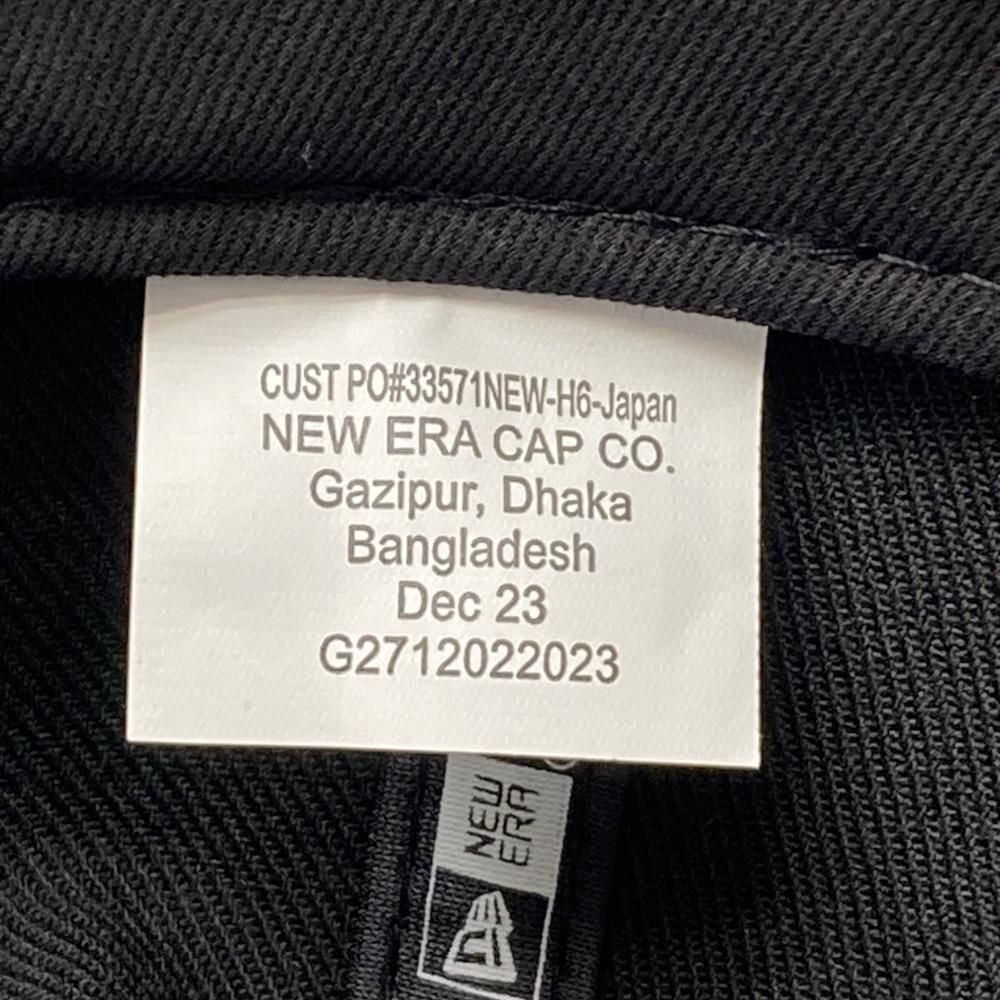 CUST PO#33571NEW-H6-Japan
NEW ERA CAP CO.
Gazipur, Dhaka
Bangladesh
Dec 23
G2712022023
NEW
ERA